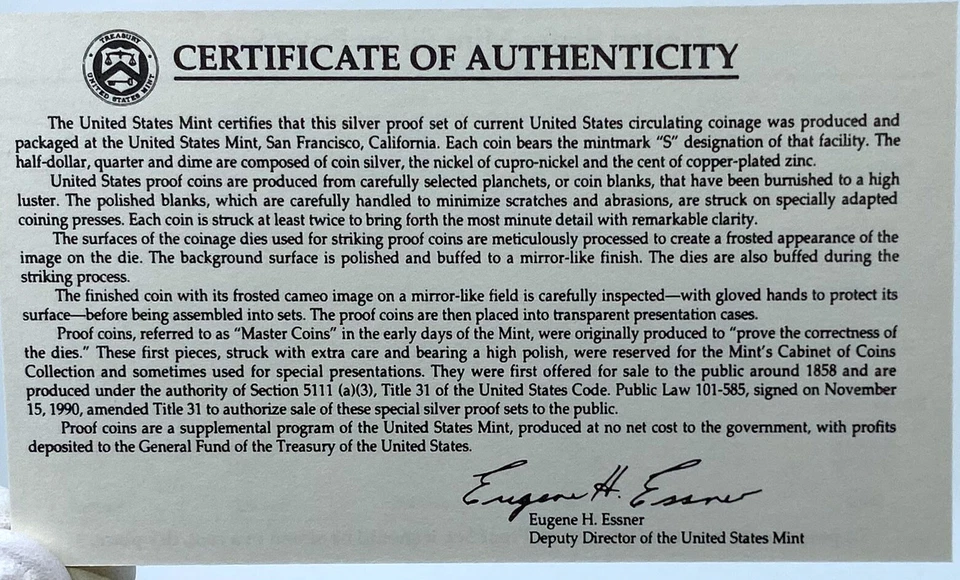 TREASURY
UNITED STATES MINT
CERTIFICATE OF AUTHENTICITY
The United States Mint certifies that this silver proof set of current United States circulating coinage was produced and
packaged at the United States Mint, San Francisco, California. Each coin bears the mintmark "S" designation of that facility. The
half-dollar, quarter and dime are composed of coin silver, the nickel of cupro-nickel and the cent of copper-plated zinc.
United States proof coins are produced from carefully selected planchets, or coin blanks, that have been burnished to a high
luster. The polished blanks, which are carefully handled to minimize scratches and abrasions, are struck on specially adapted
coining presses. Each coin is struck at least twice to bring forth the most minute detail with remarkable clarity.
The surfaces of the coinage dies used for striking proof coins are meticulously processed to create a frosted appearance of the
image on the die. The background surface is polished and buffed to a mirror-like finish. The dies are also buffed during the
striking process.
The finished coin with its frosted cameo image on a mirror-like field is carefully inspected—with gloved hands to protect its
surface—before being assembled into sets. The proof coins are then placed into transparent presentation cases.
Proof coins, referred to as "Master Coins" in the early days of the Mint, were originally produced to "prove the correctness of
the dies." These first pieces, struck with extra care and bearing a high polish, were reserved for the Mint's Cabinet of Coins
Collection and sometimes used for special presentations. They were first offered for sale to the public around 1858 and are
produced under the authority of Section 5111 (a)(3), Title 31 of the United States Code. Public Law 101-585, signed on November
15, 1990, amended Title 31 to authorize sale of these special silver proof sets to the public.
Proof coins are a supplemental program of the United States Mint, produced at no net cost to the government, with profits
deposited to the General Fund of the Treasury of the United States.
Eugene H. Essner
Eugene H. Essner
Deputy Director of the United States Mint